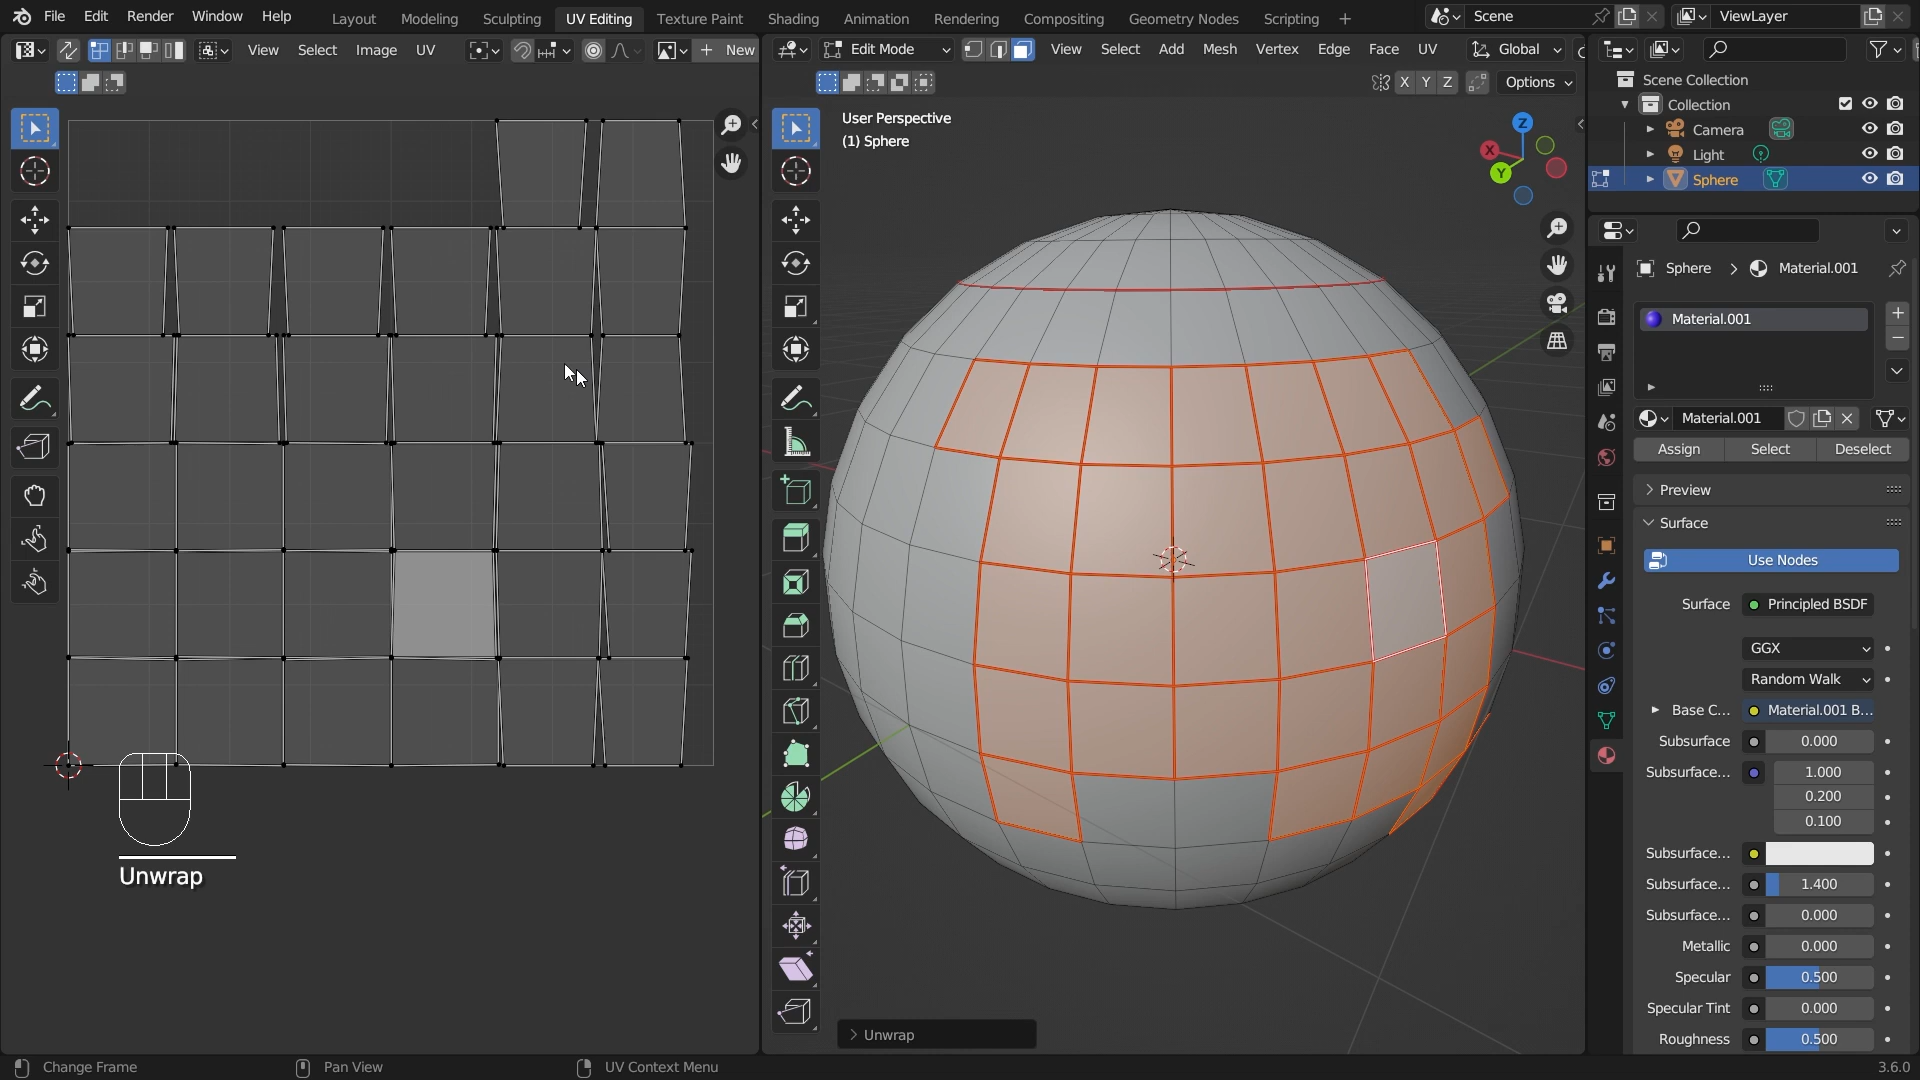 File Edit Render Window Help Layout Modeling Sculpting UV Editing Texture Paint Shading Animation Rendering Compositing Geometry Nodes Scripting + Scene ViewLayer
View Select Image UV New Edit Mode View Select Add Mesh Vertex Edge Face UV Global
X Y Z Options
Scene Collection
Collection
Camera
Light
Sphere
User Perspective
(1) Sphere
Z
X
Y
Sphere Material.001
Material.001
Material.001
Assign Select Deselect
Preview
Surface
Use Nodes
Surface Principled BSDF
GGX
Random Walk
Base C... Material.001 B...
Subsurface 0.000
Subsurface... 1.000
0.200
0.100
Subsurface...
Subsurface... 1.400
Subsurface... 0.000
Metallic 0.000
Specular 0.500
Specular Tint 0.000
Roughness 0.500
Unwrap
Unwrap
Change Frame Pan View UV Context Menu 3.6.0